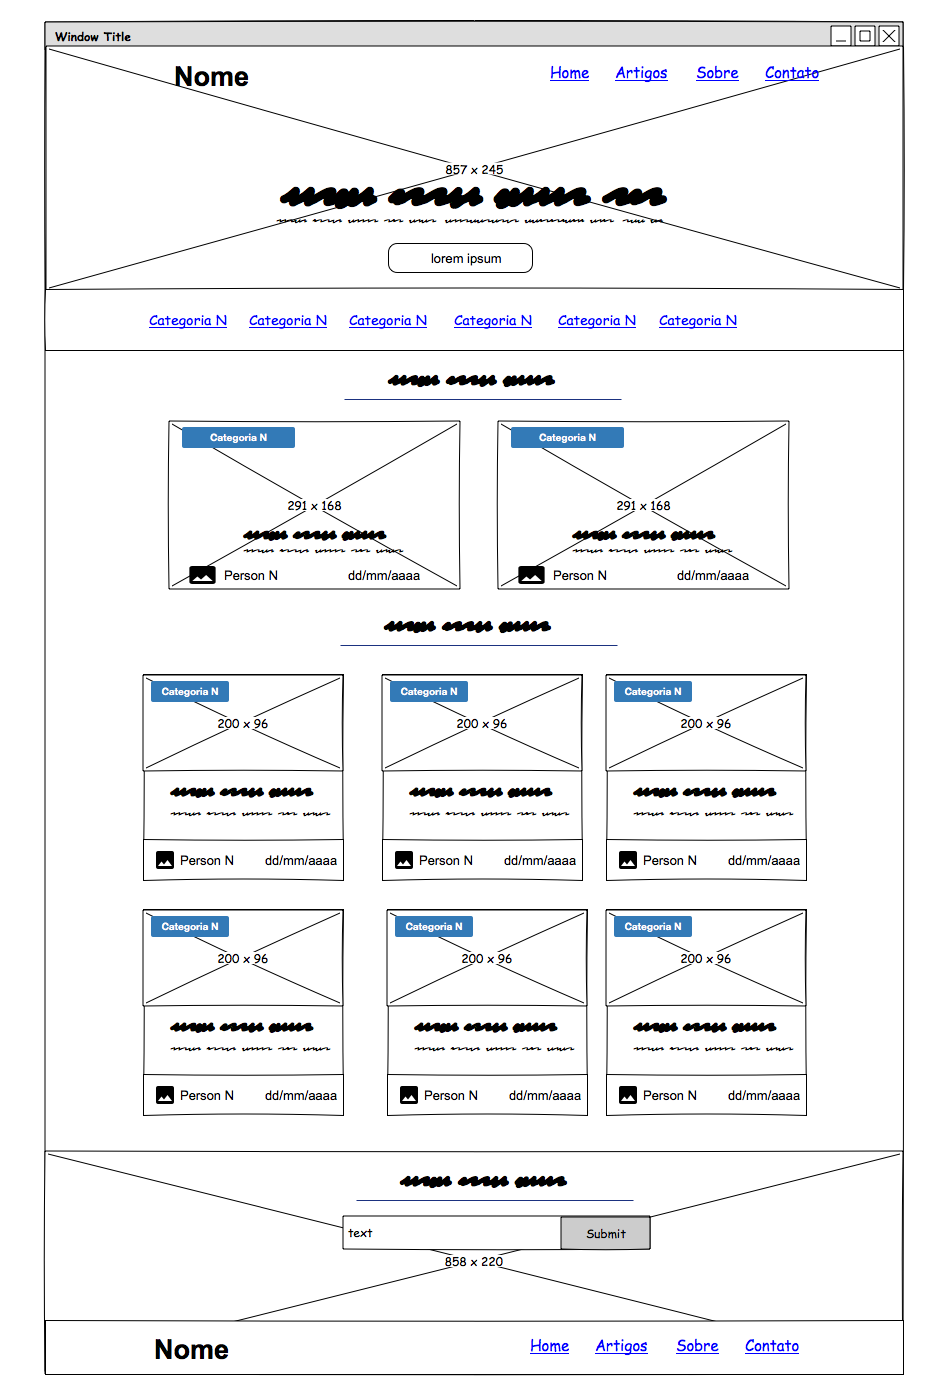 Window Title
Nome Home Artigos Sobre Contato
857 x 245
lorem ipsum
Categoria N Categoria N Categoria N Categoria N Categoria N Categoria N
Categoria N Categoria N
291 x 168 291 x 168
Person N dd/mm/aaaa Person N dd/mm/aaaa
Categoria N Categoria N Categoria N
200 x 96 200 x 96 200 x 96
Person N dd/mm/aaaa Person N dd/mm/aaaa Person N dd/mm/aaaa
Categoria N Categoria N Categoria N
200 x 96 200 x 96 200 x 96
Person N dd/mm/aaaa Person N dd/mm/aaaa Person N dd/mm/aaaa
text Submit
858 x 220
Nome Home Artigos Sobre Contato